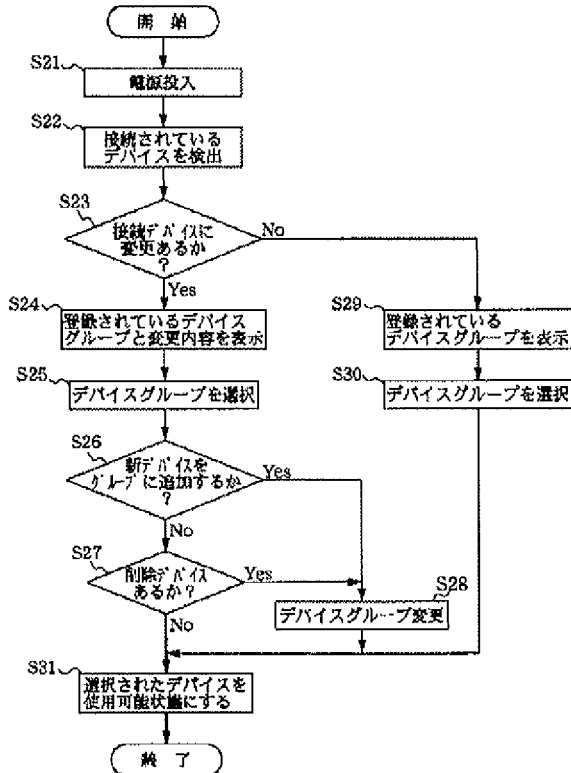 開 始
S21
電源投入
S22
接続されている
デバイスを検出
S23
接続デバイスに
変更あるか
?
No
Yes
S24
登録されているデバイス
グループと変更内容を表示
S29
登録されている
デバイスグループを表示
S25
デバイスグループを選択
S30
デバイスグループを選択
S26
新デバイスを
グループに追加するか
?
Yes
No
S27
削除デバイス
あるか?
Yes
No
S28
デバイスグループ変更
S31
選択されたデバイスを
使用可能状態にする
終 了